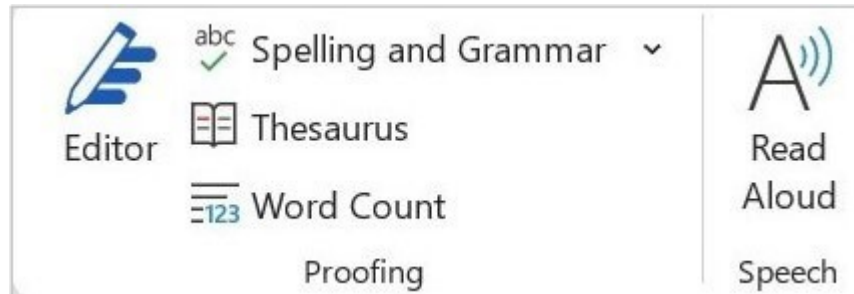 abc
Spelling and Grammar
Editor
Thesaurus
123
Word Count
Proofing
A
Read
Aloud
Speech